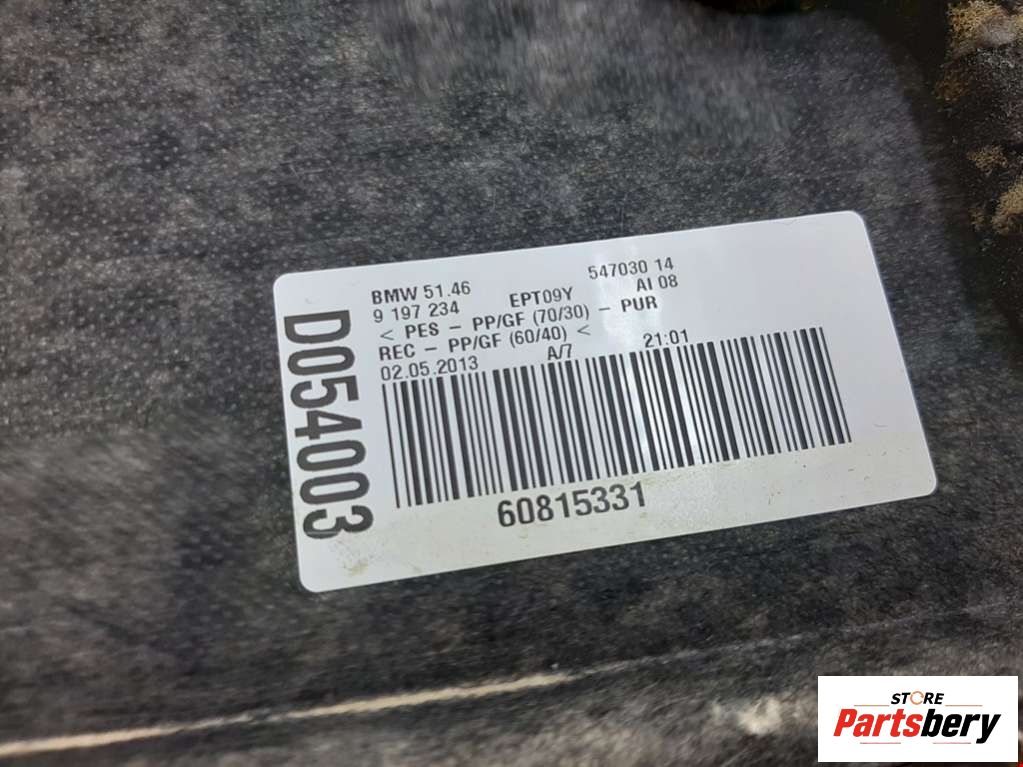 BMW 51.46 547030 14
9 197 234 EPT09Y AI 08
< PES - PP/GF (70/30) - PUR
REC - PP/GF (60/40) <
02.05.2013 A/7 21:01
D054003
60815331
STORE
Partsbery